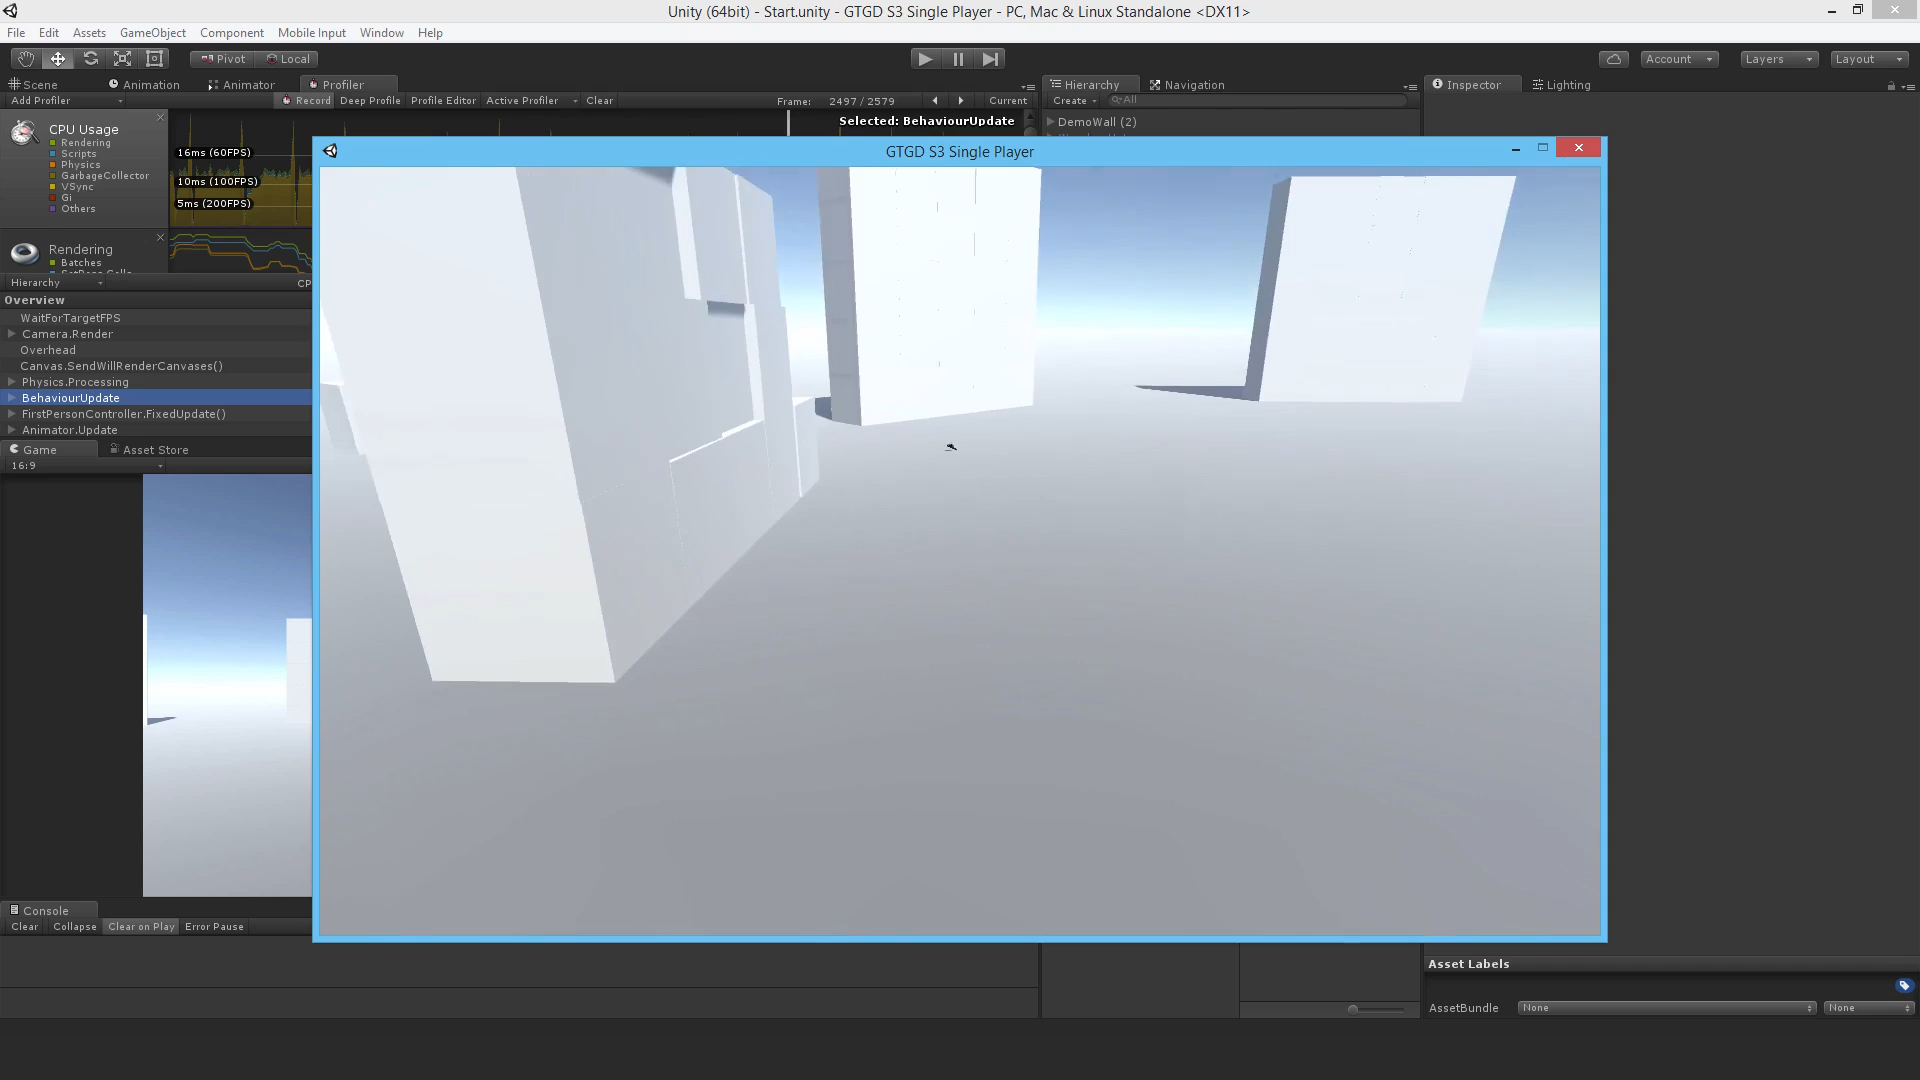 Unity (64bit) - Start.unity - GTGD S3 Single Player - PC, Mac & Linux Standalone <DX11>
File Edit Assets GameObject Component Mobile Input Window Help
Pivot Local Account Layers Layout
Scene Animation Animator Profiler Hierarchy Navigation Inspector Lighting
Add Profiler Record Deep Profile Profile Editor Active Profiler Clear Frame: 2497 / 2579 Current Create All
Selected: BehaviourUpdate DemoWall (2)
CPU Usage
Rendering
Scripts
Physics
GarbageCollector
VSync
Gi
Others
16ms (60FPS)
10ms (100FPS)
5ms (200FPS)
GTGD S3 Single Player
Rendering
Batches
Hierarchy CP
Overview
WaitForTargetFPS
Camera.Render
Overhead
Canvas.SendWillRenderCanvases()
Physics.Processing
BehaviourUpdate
FirstPersonController.FixedUpdate()
Animator.Update
Game Asset Store
16:9
Console
Clear Collapse Clear on Play Error Pause
Asset Labels
AssetBundle None None